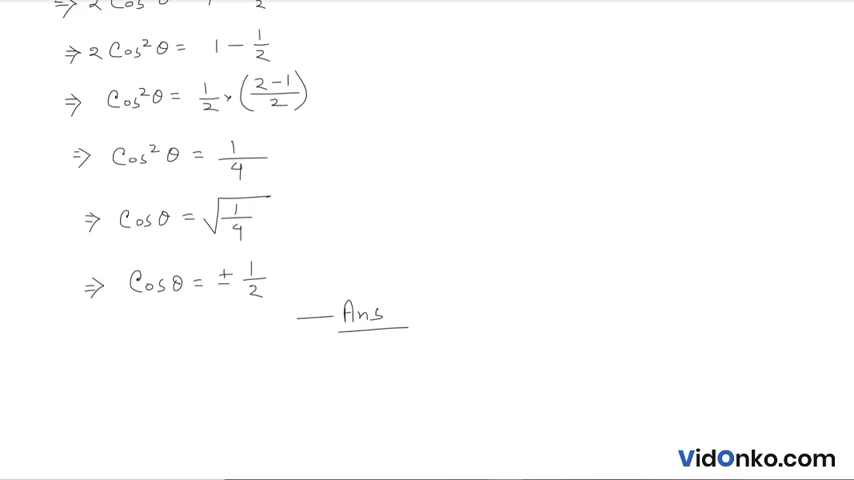 ⇒ 2 Cos²θ = 1 - 1/2
⇒ Cos²θ = 1/2 × ((2-1)/2)
⇒ Cos²θ = 1/4
⇒ Cosθ = √(1/4)
⇒ Cosθ = ± 1/2
— Ans
VidOnko.com